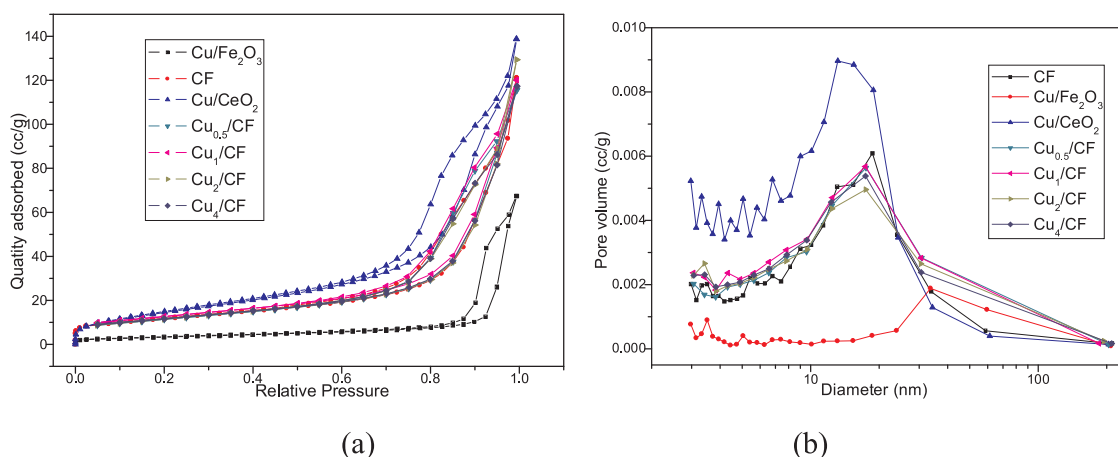 140
120
100
80
60
40
20
0
Quatity adsorbed (cc/g)
Cu/Fe₂O₃
CF
Cu/CeO₂
Cu₀.₅/CF
Cu₁/CF
Cu₂/CF
Cu₄/CF
0.0 0.2 0.4 0.6 0.8 1.0
Relative Pressure
(a)
0.010
0.008
0.006
0.004
0.002
0.000
Pore volume (cc/g)
CF
Cu/Fe₂O₃
Cu/CeO₂
Cu₀.₅/CF
Cu₁/CF
Cu₂/CF
Cu₄/CF
10 100
Diameter (nm)
(b)